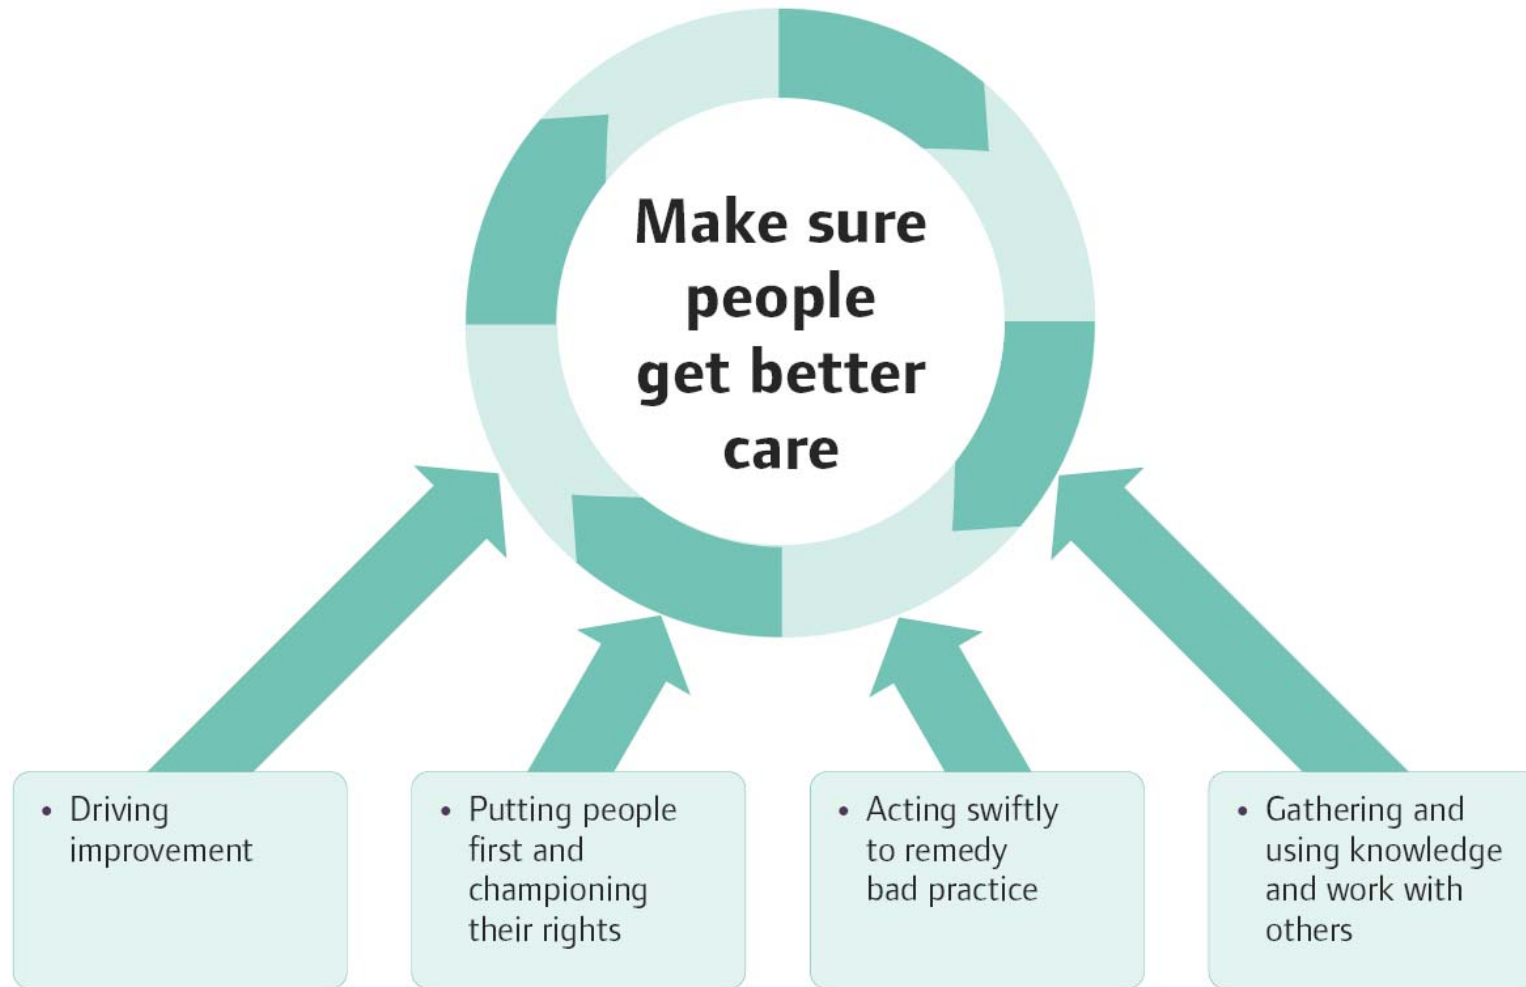 Make sure
people
get better
care
• Driving
improvement
• Putting people
first and
championing
their rights
• Acting swiftly
to remedy
bad practice
• Gathering and
using knowledge
and work with
others